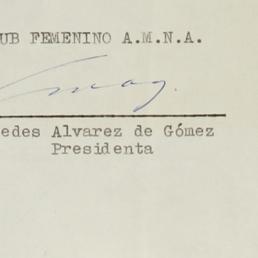 UB FEMENINO A.M.N.A.
edes Alvarez de Gómez
Presidenta